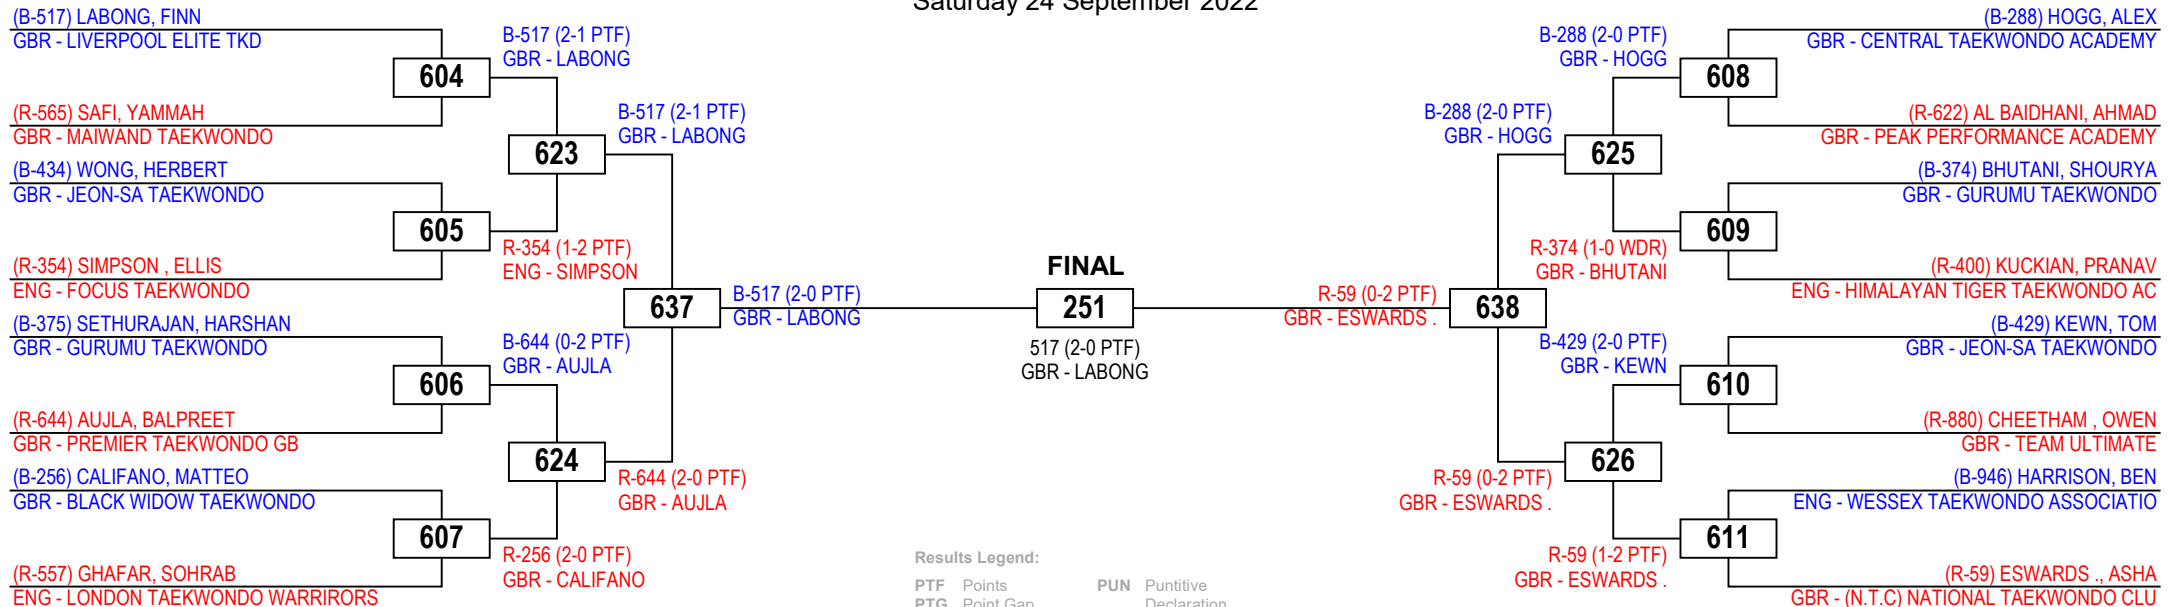 Saturday 24 September 2022
(B-517) LABONG, FINN
GBR - LIVERPOOL ELITE TKD
604
(R-565) SAFI, YAMMAH
GBR - MAIWAND TAEKWONDO
(B-434) WONG, HERBERT
GBR - JEON-SA TAEKWONDO
605
(R-354) SIMPSON , ELLIS
ENG - FOCUS TAEKWONDO
(B-375) SETHURAJAN, HARSHAN
GBR - GURUMU TAEKWONDO
606
(R-644) AUJLA, BALPREET
GBR - PREMIER TAEKWONDO GB
(B-256) CALIFANO, MATTEO
GBR - BLACK WIDOW TAEKWONDO
607
(R-557) GHAFAR, SOHRAB
ENG - LONDON TAEKWONDO WARRIRORS
B-517 (2-1 PTF)
GBR - LABONG
623
R-354 (1-2 PTF)
ENG - SIMPSON
B-644 (0-2 PTF)
GBR - AUJLA
624
R-256 (2-0 PTF)
GBR - CALIFANO
B-517 (2-1 PTF)
GBR - LABONG
637
R-644 (2-0 PTF)
GBR - AUJLA
B-517 (2-0 PTF)
GBR - LABONG
FINAL
251
517 (2-0 PTF)
GBR - LABONG
R-59 (0-2 PTF)
GBR - ESWARDS .
638
B-288 (2-0 PTF)
GBR - HOGG
R-59 (0-2 PTF)
GBR - ESWARDS .
B-288 (2-0 PTF)
GBR - HOGG
625
R-374 (1-0 WDR)
GBR - BHUTANI
B-429 (2-0 PTF)
GBR - KEWN
626
R-59 (1-2 PTF)
GBR - ESWARDS .
(B-288) HOGG, ALEX
GBR - CENTRAL TAEKWONDO ACADEMY
608
(R-622) AL BAIDHANI, AHMAD
GBR - PEAK PERFORMANCE ACADEMY
(B-374) BHUTANI, SHOURYA
GBR - GURUMU TAEKWONDO
609
(R-400) KUCKIAN, PRANAV
ENG - HIMALAYAN TIGER TAEKWONDO AC
(B-429) KEWN, TOM
GBR - JEON-SA TAEKWONDO
610
(R-880) CHEETHAM , OWEN
GBR - TEAM ULTIMATE
(B-946) HARRISON, BEN
ENG - WESSEX TAEKWONDO ASSOCIATIO
611
(R-59) ESWARDS ., ASHA
GBR - (N.T.C) NATIONAL TAEKWONDO CLU
Results Legend:
PTF Points PUN Puntitive
PTG Point Gap Declaration